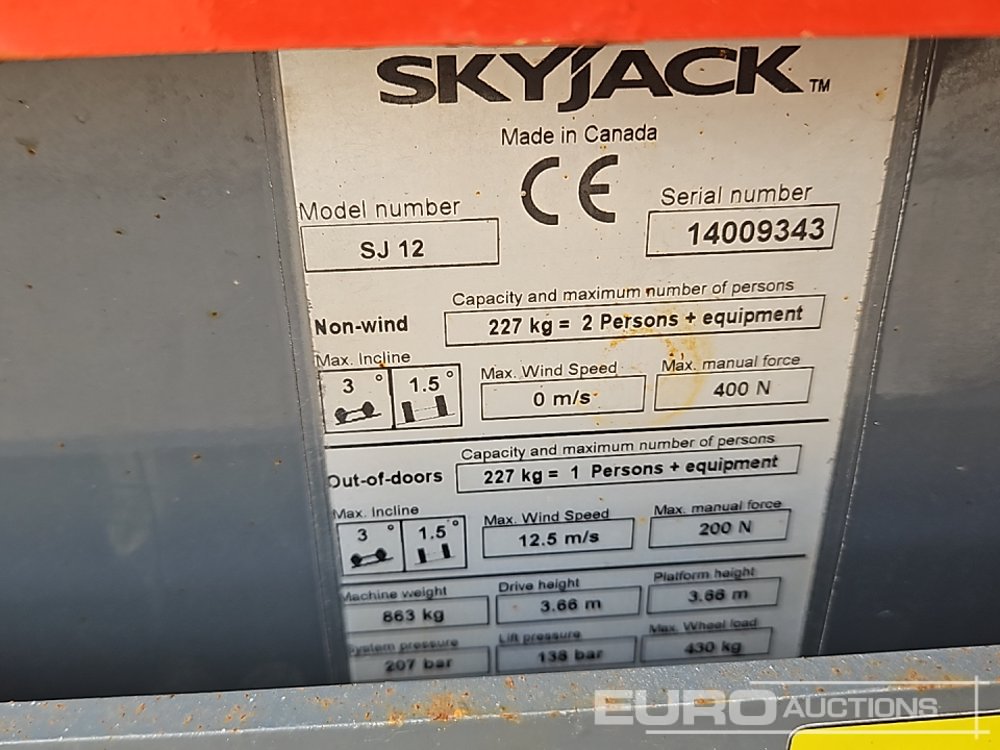 SKYJACK™
Made in Canada
CE
Model number
SJ 12
Serial number
14009343
Capacity and maximum number of persons
Non-wind
227 kg = 2 Persons + equipment
Max. Incline
3° 1.5°
Max. Wind Speed
0 m/s
Max. manual force
400 N
Capacity and maximum number of persons
Out-of-doors
227 kg = 1 Persons + equipment
Max. Incline
3° 1.5°
Max. Wind Speed
12.5 m/s
Max. manual force
200 N
Machine weight
863 kg
Drive height
3.66 m
Platform height
3.66 m
System pressure
207 bar
Lift pressure
138 bar
Max. Wheel load
430 kg
EURO AUCTIONS